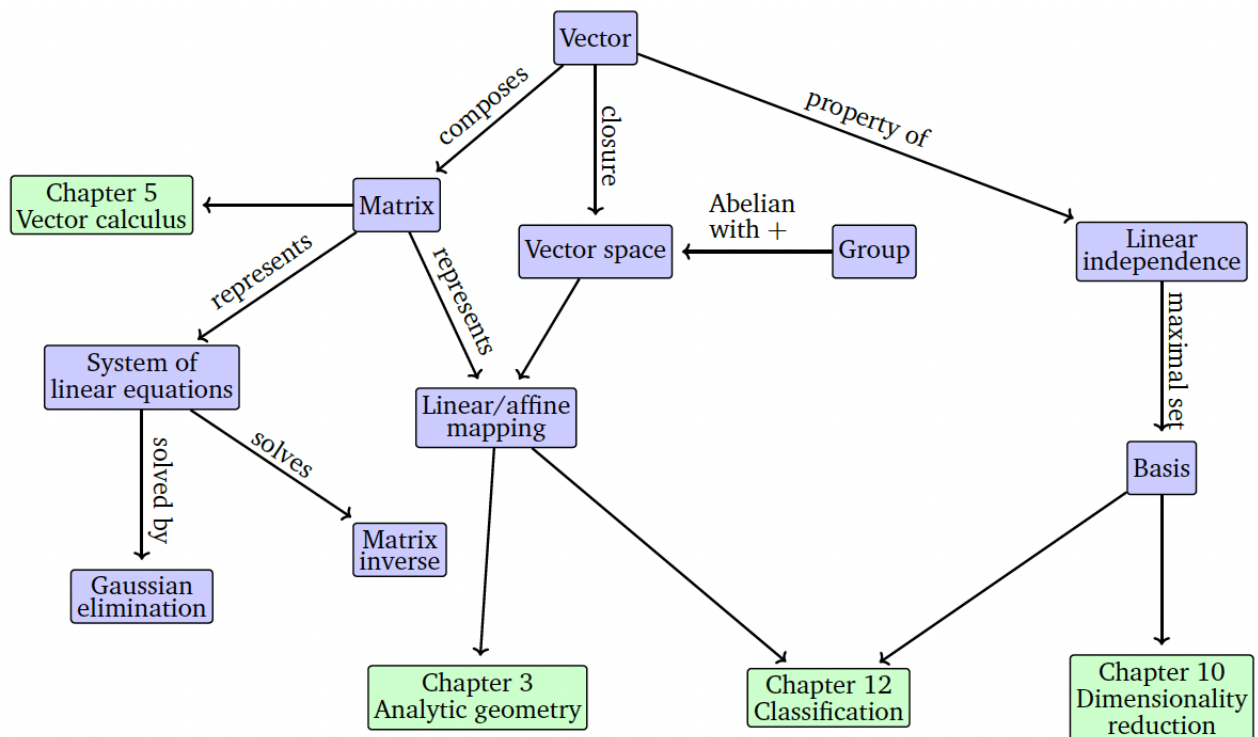 Vector
composes
closure
property of
Chapter 5
Vector calculus
Matrix
Abelian
with +
Vector space
Group
Linear
independence
represents
represents
maximal set
System of
linear equations
Linear/affine
mapping
solved by
solves
Basis
Matrix
inverse
Gaussian
elimination
Chapter 3
Analytic geometry
Chapter 12
Classification
Chapter 10
Dimensionality
reduction